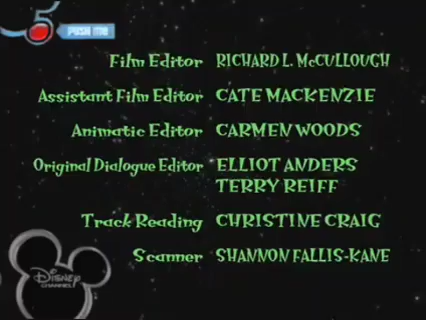 5 PUSH ME
Film Editor RICHARD L. McCULLOUGH
Assistant Film Editor CATE MACKENZIE
Animatic Editor CARMEN WOODS
Original Dialogue Editor ELLIOT ANDERS
TERRY REIFF
Track Reading CHRISTINE CRAIG
Scanner SHANNON FALLIS-KANE
Disney
CHANNEL